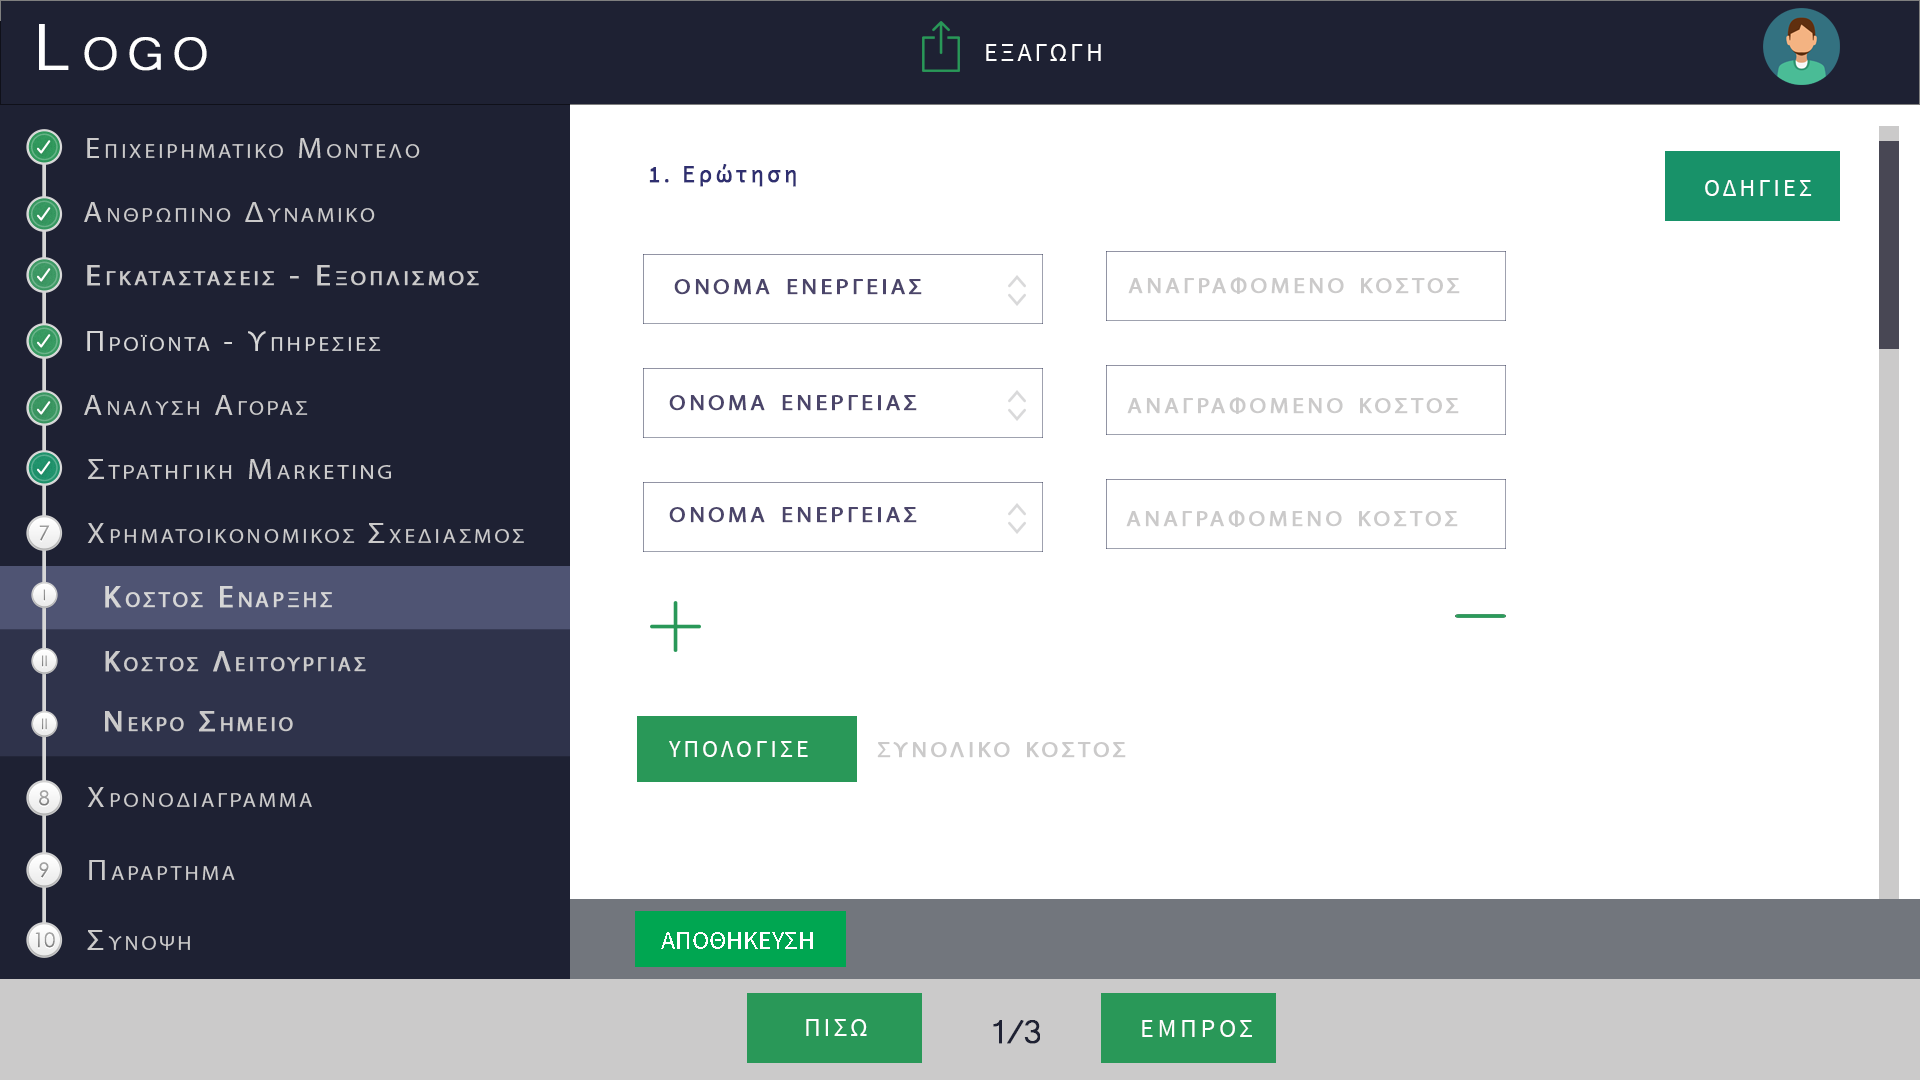 LOGO
ΕΞΑΓΩΓΗ
ΕΠΙΧΕΙΡΗΜΑΤΙΚΟ ΜΟΝΤΕΛΟ
ΑΝΘΡΩΠΙΝΟ ΔΥΝΑΜΙΚΟ
ΕΓΚΑΤΑΣΤΑΣΕΙΣ - ΕΞΟΠΛΙΣΜΟΣ
ΠΡΟΪΟΝΤΑ - ΥΠΗΡΕΣΙΕΣ
ΑΝΑΛΥΣΗ ΑΓΟΡΑΣ
ΣΤΡΑΤΗΓΙΚΗ MARKETING
7 ΧΡΗΜΑΤΟΙΚΟΝΟΜΙΚΟΣ ΣΧΕΔΙΑΣΜΟΣ
I ΚΟΣΤΟΣ ΕΝΑΡΞΗΣ
II ΚΟΣΤΟΣ ΛΕΙΤΟΥΡΓΙΑΣ
II ΝΕΚΡΟ ΣΗΜΕΙΟ
8 ΧΡΟΝΟΔΙΑΓΡΑΜΜΑ
9 ΠΑΡΑΡΤΗΜΑ
10 ΣΥΝΟΨΗ
1. Ερώτηση
ΟΔΗΓΙΕΣ
ΟΝΟΜΑ ΕΝΕΡΓΕΙΑΣ ΑΝΑΓΡΑΦΟΜΕΝΟ ΚΟΣΤΟΣ
ΟΝΟΜΑ ΕΝΕΡΓΕΙΑΣ ΑΝΑΓΡΑΦΟΜΕΝΟ ΚΟΣΤΟΣ
ΟΝΟΜΑ ΕΝΕΡΓΕΙΑΣ ΑΝΑΓΡΑΦΟΜΕΝΟ ΚΟΣΤΟΣ
ΥΠΟΛΟΓΙΣΕ ΣΥΝΟΛΙΚΟ ΚΟΣΤΟΣ
ΑΠΟΘΗΚΕΥΣΗ
ΠΙΣΩ 1/3 ΕΜΠΡΟΣ